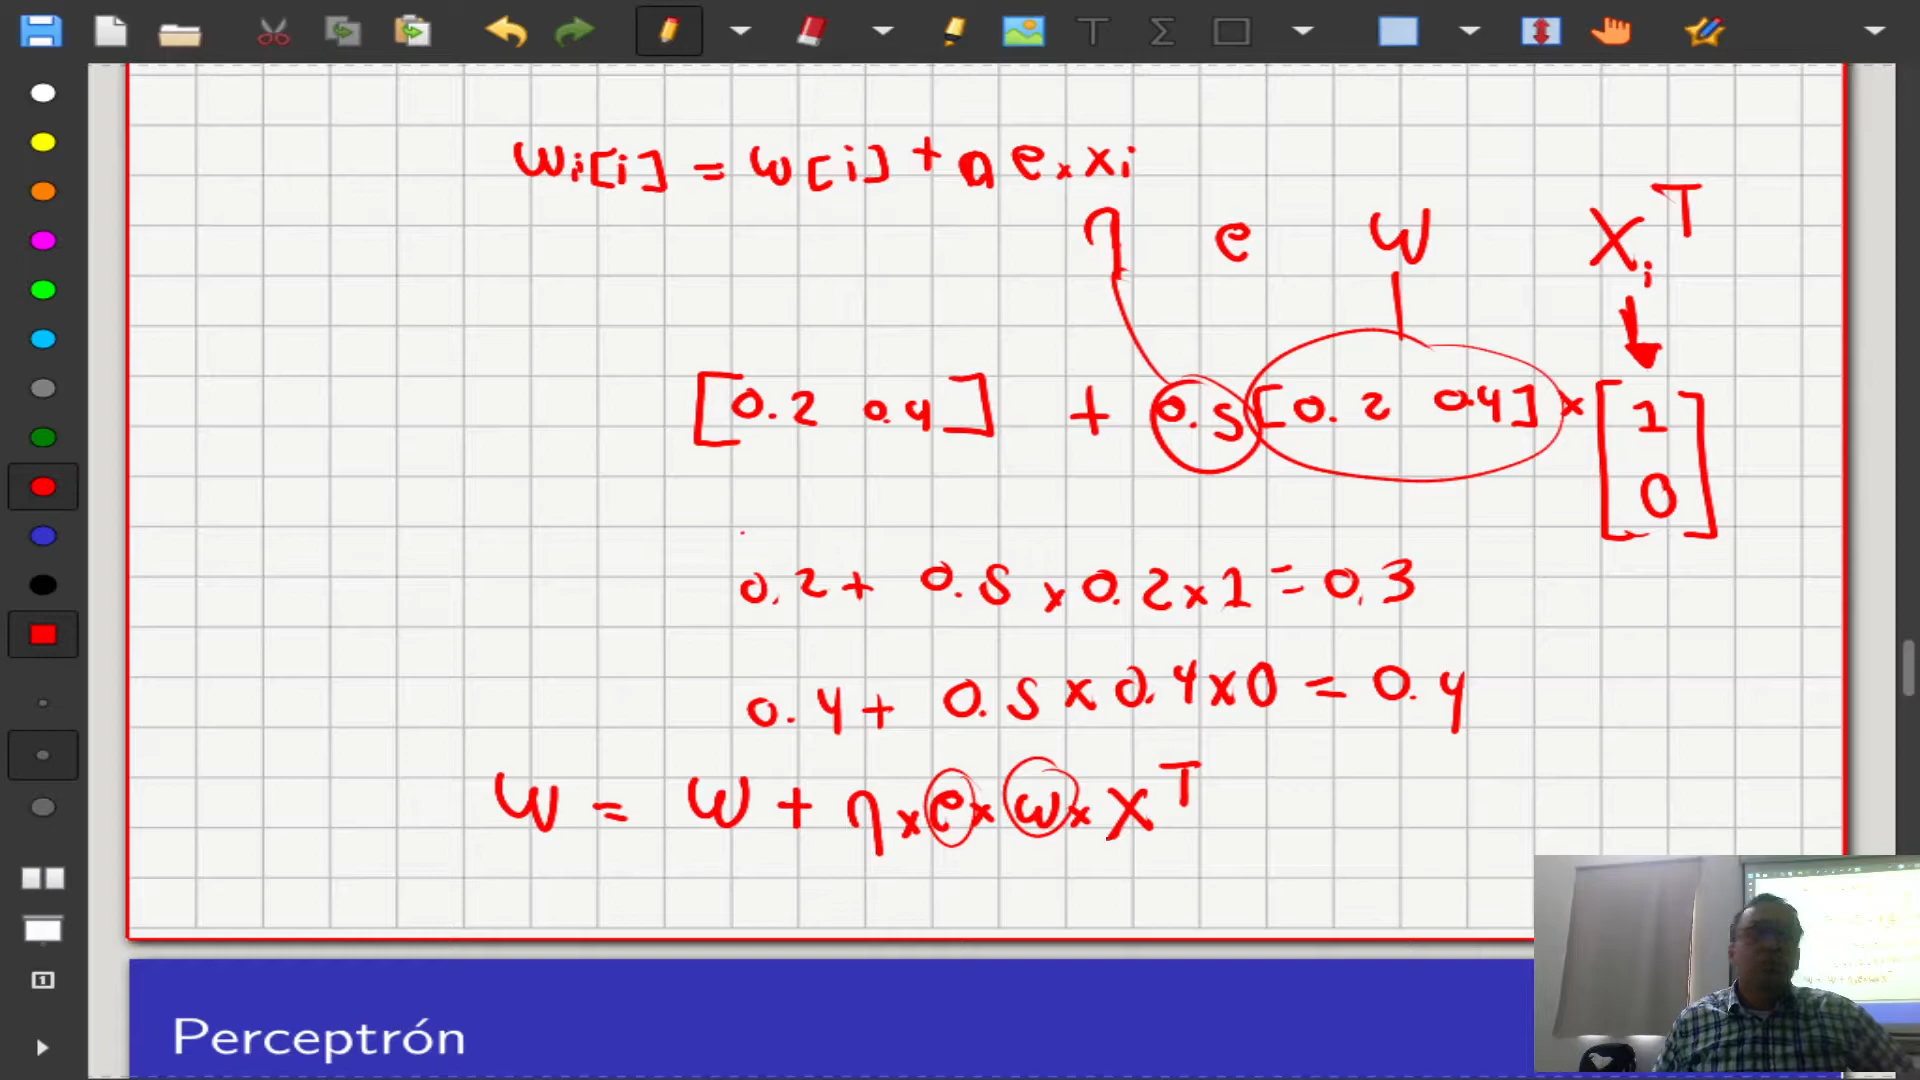 wi[i] = w[i] + η e x xi
η e w Xi^T
[0.2 0.4] + 0.5 [0.2 0.4] x [1 0]
0.2 + 0.5 x 0.2 x 1 = 0.3
0.4 + 0.5 x 0.4 x 0 = 0.4
W = W + η x e x w x X^T
Perceptrón